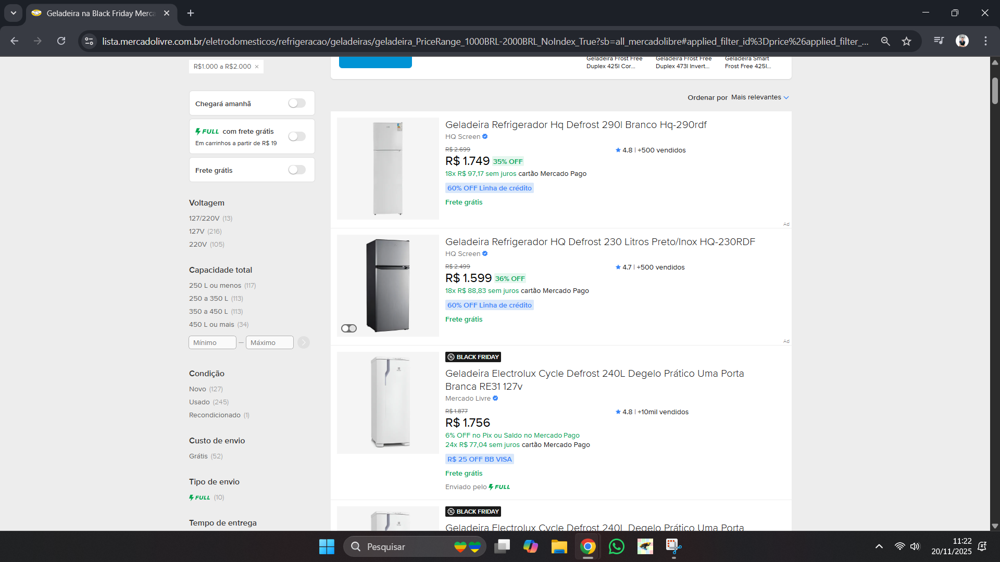 Geladeira na Black Friday Merca
lista.mercadolivre.com.br/eletrodomesticos/refrigeracao/geladeiras/geladeira_PriceRange_1000BRL-2000BRL_NoIndex_True?sb=all_mercadolibre#applied_filter_id%3Dprice%26applied_filter_...
R$1.000 a R$2.000 ×
Geladeira Frost Free
Duplex 425l Cor...
Geladeira Frost Free
Duplex 473l Invert...
Geladeira Smart
Frost Free 425l...
Ordenar por Mais relevantes
Chegará amanhã
FULL com frete grátis
Em carrinhos a partir de R$ 19
Frete grátis
Voltagem
127/220V (13)
127V (216)
220V (105)
Capacidade total
250 L ou menos (117)
250 a 350 L (113)
350 a 450 L (113)
450 L ou mais (34)
Mínimo — Máximo
Condição
Novo (127)
Usado (245)
Recondicionado (1)
Custo de envio
Grátis (52)
Tipo de envio
FULL (10)
Tempo de entrega
Geladeira Refrigerador Hq Defrost 290l Branco Hq-290rdf
HQ Screen
R$ 2.699
R$ 1.749 35% OFF
18x R$ 97,17 sem juros cartão Mercado Pago
60% OFF Linha de crédito
Frete grátis
4.8 | +500 vendidos
Ad
Geladeira Refrigerador HQ Defrost 230 Litros Preto/Inox HQ-230RDF
HQ Screen
R$ 2.499
R$ 1.599 36% OFF
18x R$ 88,83 sem juros cartão Mercado Pago
60% OFF Linha de crédito
Frete grátis
4.7 | +500 vendidos
Ad
BLACK FRIDAY
Geladeira Electrolux Cycle Defrost 240L Degelo Prático Uma Porta
Branca RE31 127v
Mercado Livre
R$ 1.877
R$ 1.756
6% OFF no Pix ou Saldo no Mercado Pago
24x R$ 77,04 sem juros cartão Mercado Pago
R$ 25 OFF BB VISA
Frete grátis
Enviado pelo FULL
4.8 | +10mil vendidos
BLACK FRIDAY
Geladeira Electrolux Cycle Defrost 240L Degelo Prático Uma Porta
Pesquisar
11:22
20/11/2025